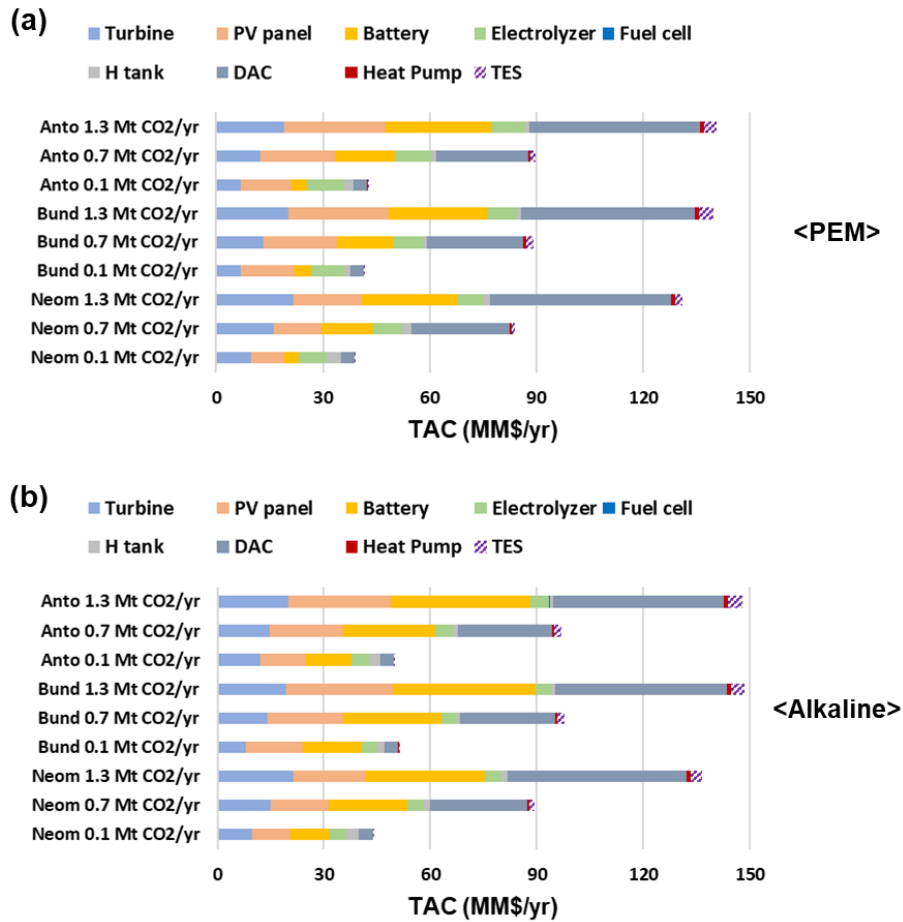 (a)
Turbine PV panel Battery Electrolyzer Fuel cell
H tank DAC Heat Pump TES
Anto 1.3 Mt CO2/yr
Anto 0.7 Mt CO2/yr
Anto 0.1 Mt CO2/yr
Bund 1.3 Mt CO2/yr
Bund 0.7 Mt CO2/yr
Bund 0.1 Mt CO2/yr
Neom 1.3 Mt CO2/yr
Neom 0.7 Mt CO2/yr
Neom 0.1 Mt CO2/yr
<PEM>
0 30 60 90 120 150
TAC (MM$/yr)
(b)
Turbine PV panel Battery Electrolyzer Fuel cell
H tank DAC Heat Pump TES
Anto 1.3 Mt CO2/yr
Anto 0.7 Mt CO2/yr
Anto 0.1 Mt CO2/yr
Bund 1.3 Mt CO2/yr
Bund 0.7 Mt CO2/yr
Bund 0.1 Mt CO2/yr
Neom 1.3 Mt CO2/yr
Neom 0.7 Mt CO2/yr
Neom 0.1 Mt CO2/yr
<Alkaline>
0 30 60 90 120 150
TAC (MM$/yr)